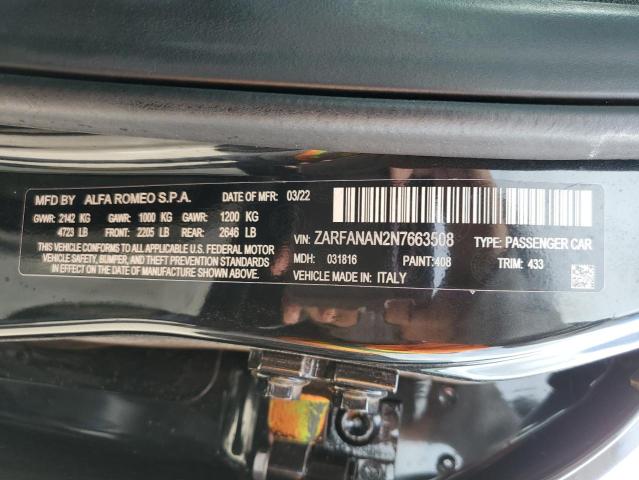 MFD BY ALFA ROMEO S.P.A. DATE OF MFR: 03/22
GVWR: 2142 KG GAWR: 1000 KG GAWR: 1200 KG
4723 LB FRONT: 2205 LB REAR: 2646 LB
THIS VEHICLE CONFORMS TO ALL APPLICABLE
U.S. FEDERAL MOTOR
VEHICLE SAFETY, BUMPER, AND THEFT PREVENTION STANDARDS
IN EFFECT ON THE DATE OF MANUFACTURE SHOWN ABOVE
VIN: ZARFANAN2N7663508 TYPE: PASSENGER CAR
MDH: 031816 PAINT: 408 TRIM: 433
VEHICLE MADE IN: ITALY